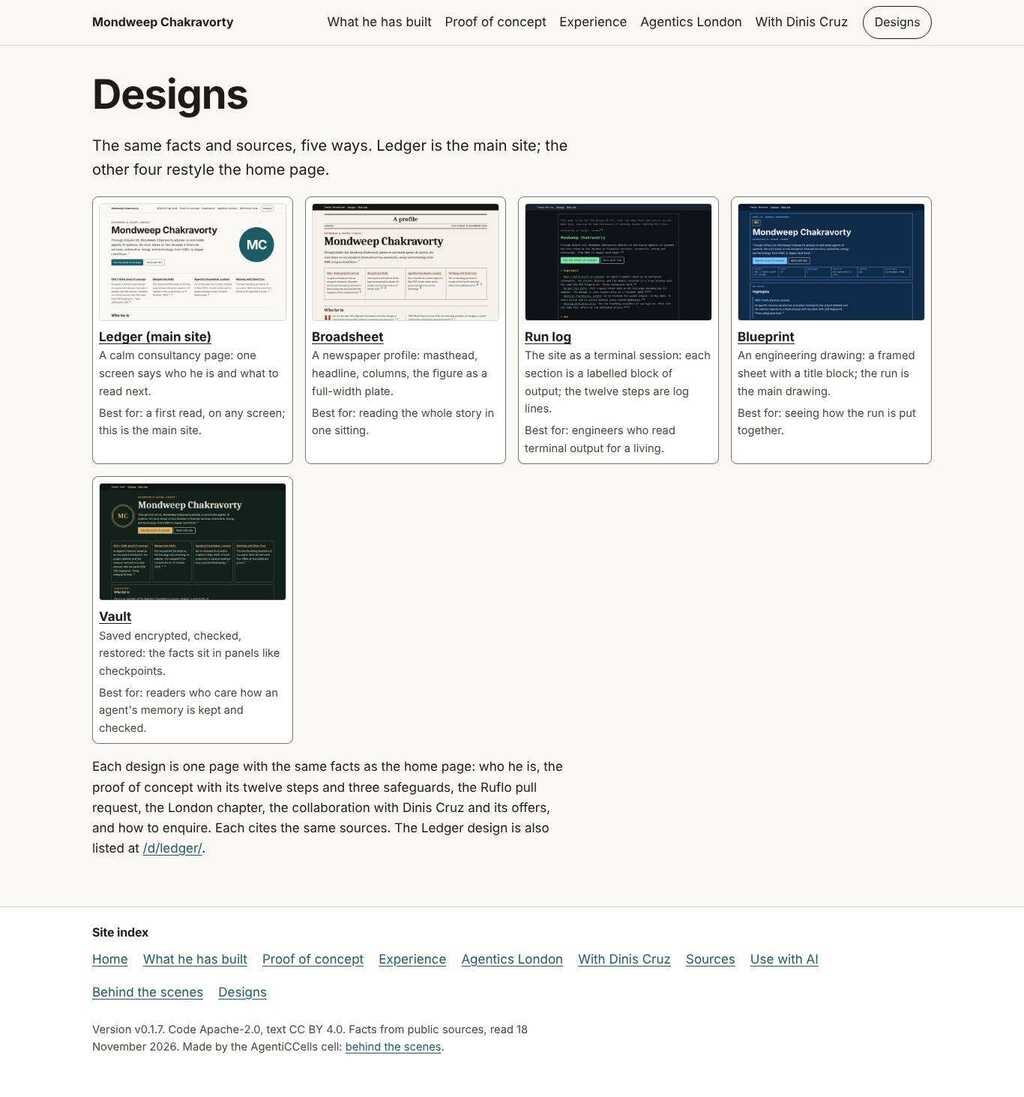 Mondweep Chakravorty
What he has built
Proof of concept
Experience
Agentics London
With Dinis Cruz
Designs
Designs
The same facts and sources, five ways. Ledger is the main site; the
other four restyle the home page.
Mondweep Chakravorty
MC
Who he is
Ledger (main site)
A calm consultancy page: one
screen says who he is and what to
read next.
Best for: a first read, on any screen;
this is the main site.
A profile
Mondweep Chakravorty
Who he is
Broadsheet
A newspaper profile: masthead,
headline, columns, the figure as a
full-width plate.
Best for: reading the whole story in
one sitting.
Mondweep Chakravorty
Run log
The site as a terminal session: each
section is a labelled block of
output; the twelve steps are log
lines.
Best for: engineers who read
terminal output for a living.
Mondweep Chakravorty
Highlights
Blueprint
An engineering drawing: a framed
sheet with a title block; the run is
the main drawing.
Best for: seeing how the run is put
together.
MC
Mondweep Chakravorty
Who he is
Vault
Saved encrypted, checked,
restored: the facts sit in panels like
checkpoints.
Best for: readers who care how an
agent's memory is kept and
checked.
Each design is one page with the same facts as the home page: who he is, the
proof of concept with its twelve steps and three safeguards, the Ruflo pull
request, the London chapter, the collaboration with Dinis Cruz and its offers,
and how to enquire. Each cites the same sources. The Ledger design is also
listed at /d/ledger/.
Site index
Home What he has built Proof of concept Experience Agentics London With Dinis Cruz Sources Use with AI
Behind the scenes Designs
Version v0.1.7. Code Apache-2.0, text CC BY 4.0. Facts from public sources, read 18
November 2026. Made by the AgentiCCells cell: behind the scenes.